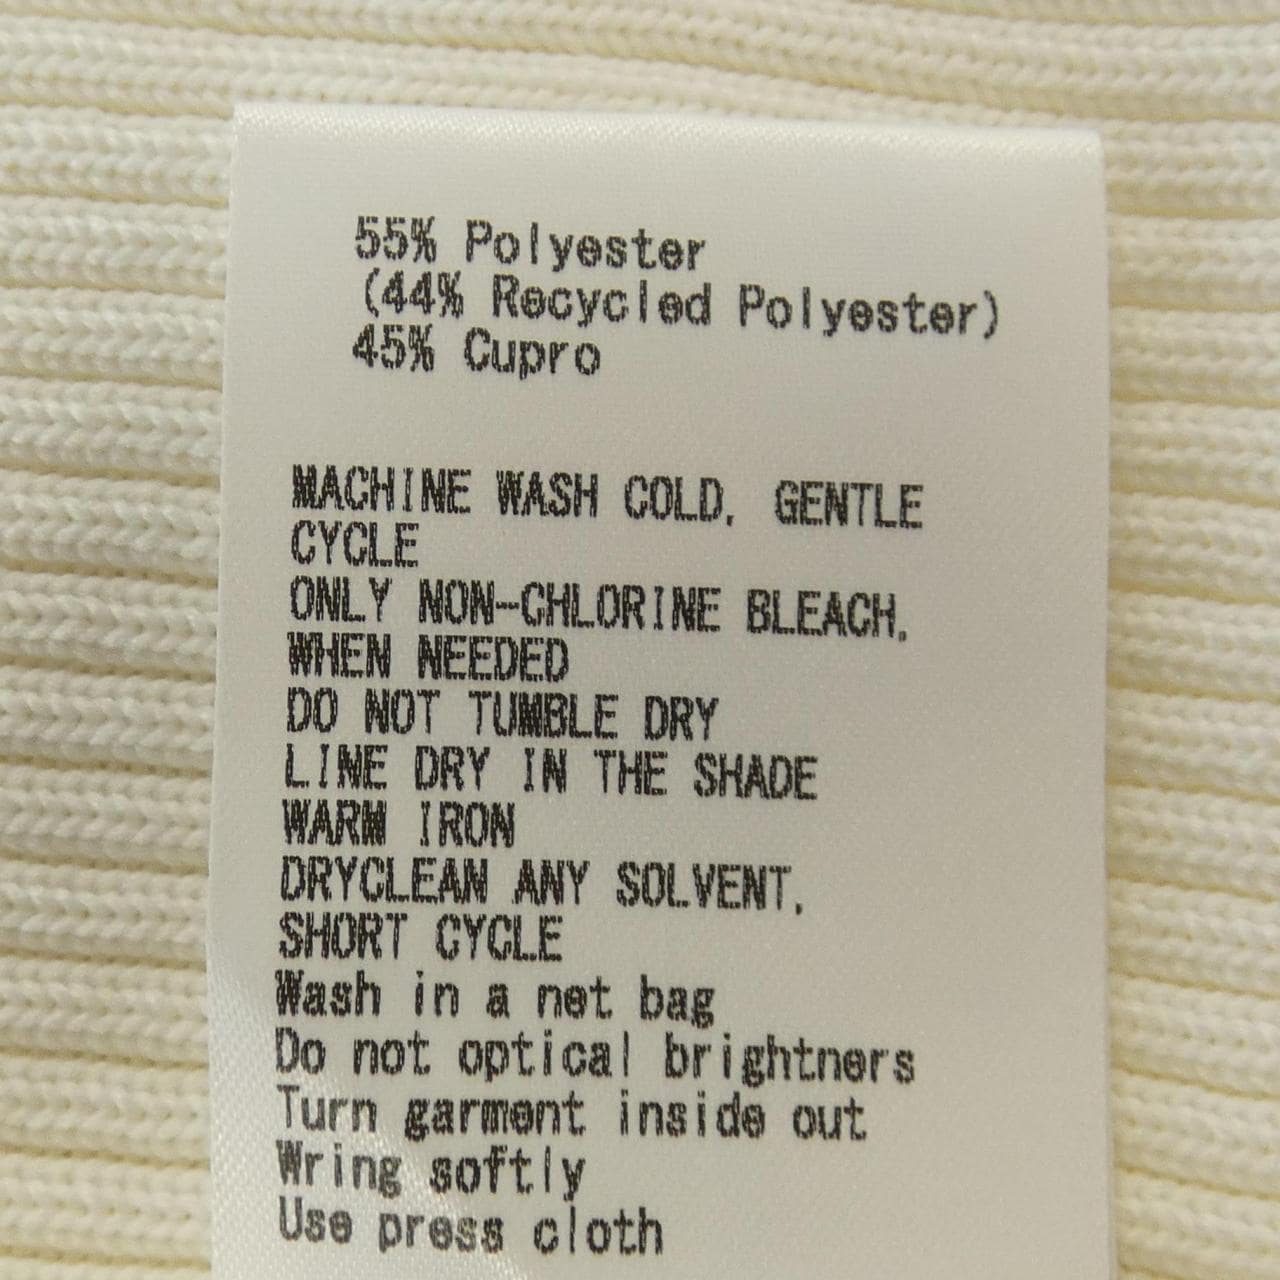 55% Polyester
(44% Recycled Polyester)
45% Cupro
MACHINE WASH COLD, GENTLE
CYCLE
ONLY NON-CHLORINE BLEACH,
WHEN NEEDED
DO NOT TUMBLE DRY
LINE DRY IN THE SHADE
WARM IRON
DRYCLEAN ANY SOLVENT,
SHORT CYCLE
Wash in a net bag
Do not optical brightners
Turn garment inside out
Wring softly
Use press cloth